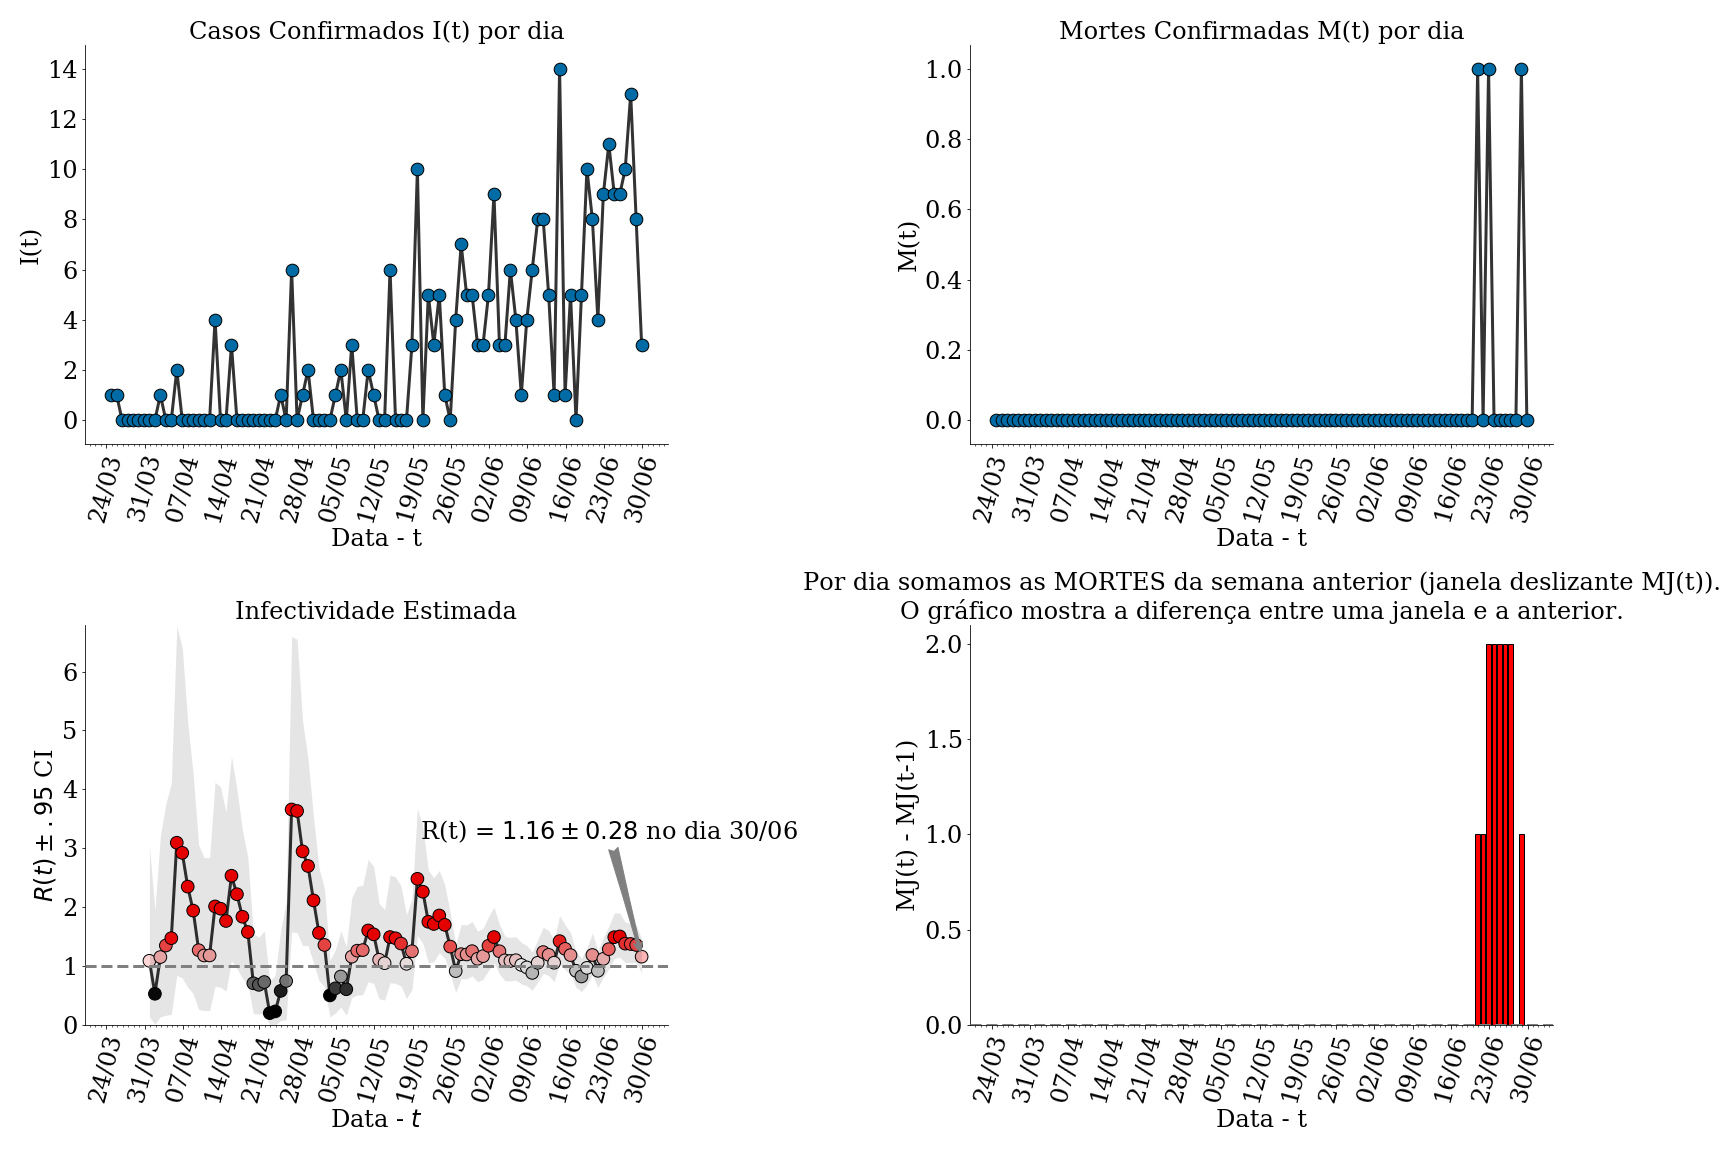 Casos Confirmados I(t) por dia
14
12
10
8
6
4
2
0
I(t)
24/03 31/03 07/04 14/04 21/04 28/04 05/05 12/05 19/05 26/05 02/06 09/06 16/06 23/06 30/06
Data - t
Mortes Confirmadas M(t) por dia
1.0
0.8
0.6
0.4
0.2
0.0
M(t)
24/03 31/03 07/04 14/04 21/04 28/04 05/05 12/05 19/05 26/05 02/06 09/06 16/06 23/06 30/06
Data - t
Infectividade Estimada
6
5
4
3
2
1
0
R(t) ± .95 CI
R(t) = 1.16 ± 0.28 no dia 30/06
24/03 31/03 07/04 14/04 21/04 28/04 05/05 12/05 19/05 26/05 02/06 09/06 16/06 23/06 30/06
Data - t
Por dia somamos as MORTES da semana anterior (janela deslizante MJ(t)).
O gráfico mostra a diferença entre uma janela e a anterior.
2.0
1.5
1.0
0.5
0.0
MJ(t) - MJ(t-1)
24/03 31/03 07/04 14/04 21/04 28/04 05/05 12/05 19/05 26/05 02/06 09/06 16/06 23/06 30/06
Data - t